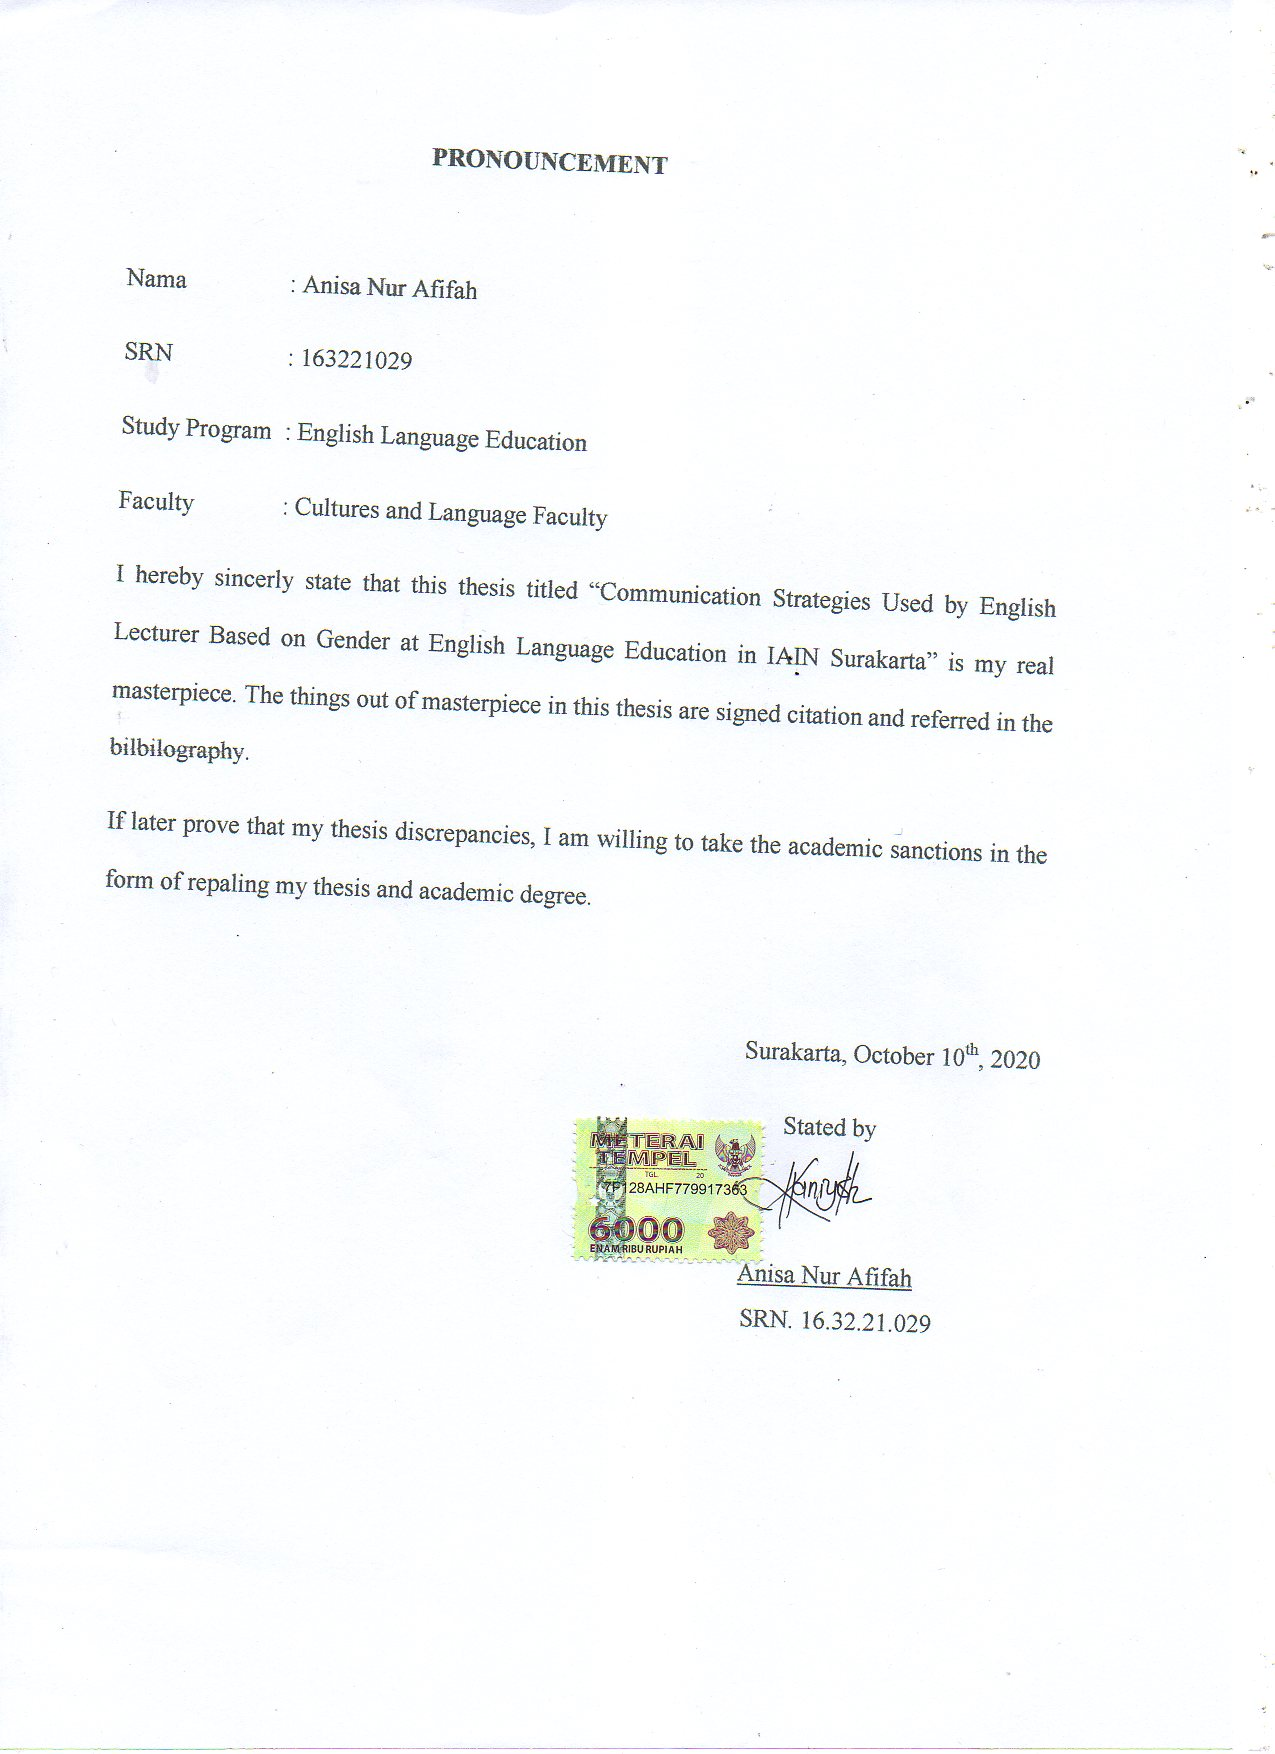 PRONOUNCEMENT
Nama : Anisa Nur Afifah
SRN : 163221029
Study Program : English Language Education
Faculty : Cultures and Language Faculty
I hereby sincerly state that this thesis titled “Communication Strategies Used by English
Lecturer Based on Gender at English Language Education in IAIN Surakarta” is my real
masterpiece. The things out of masterpiece in this thesis are signed citation and referred in the
bilbilography.
If later prove that my thesis discrepancies, I am willing to take the academic sanctions in the
form of repaling my thesis and academic degree.
Surakarta, October 10th, 2020
Stated by
METERAI
TEMPEL
TGL 20
128AHF779917363
6000
ENAM RIBU RUPIAH
Anisa Nur Afifah
SRN. 16.32.21.029